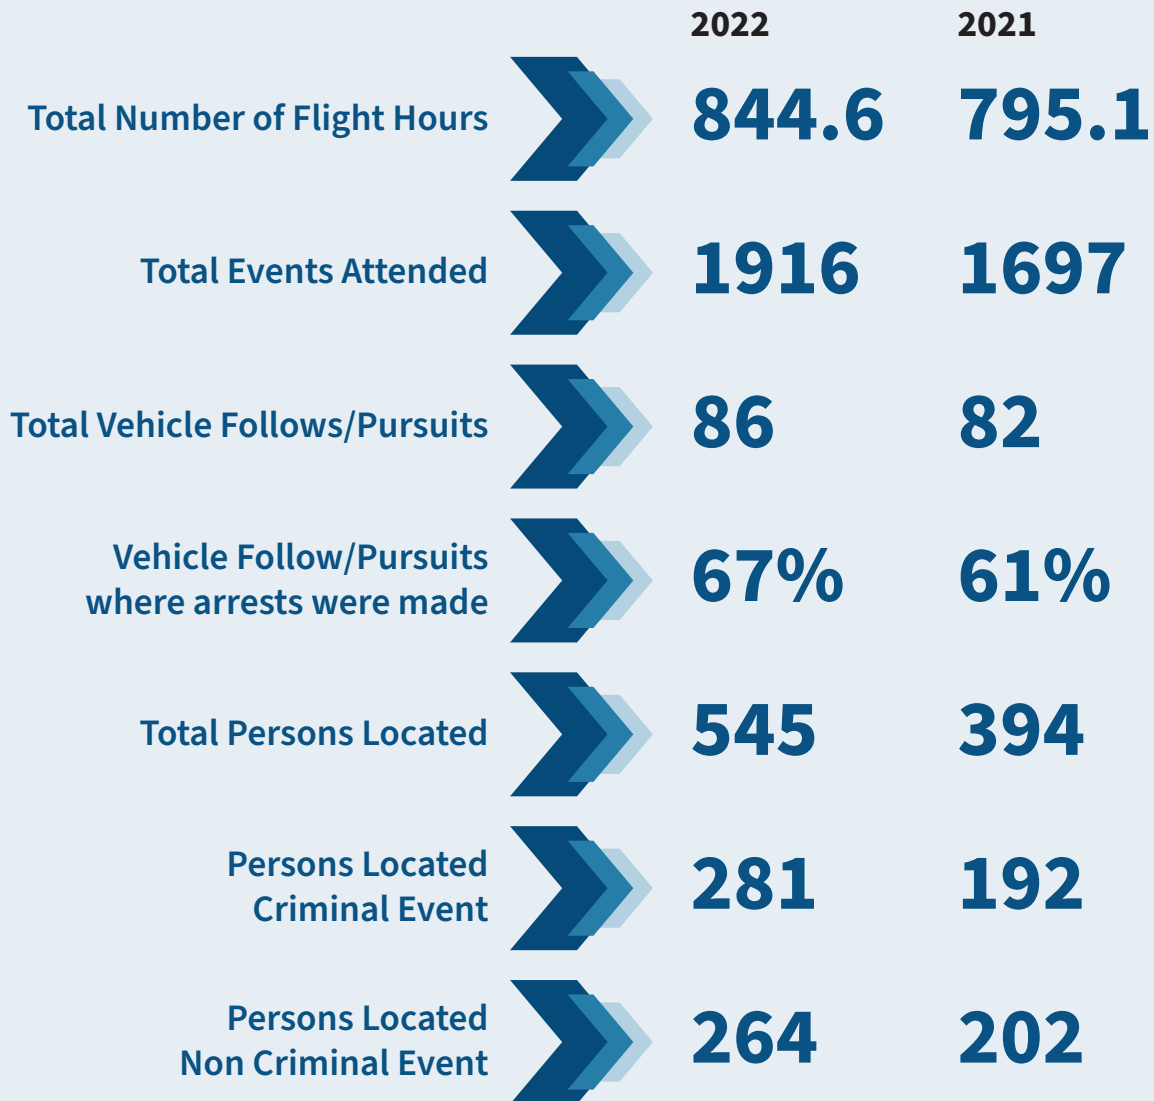 2022 2021
Total Number of Flight Hours 844.6 795.1
Total Events Attended 1916 1697
Total Vehicle Follows/Pursuits 86 82
Vehicle Follow/Pursuits
where arrests were made 67% 61%
Total Persons Located 545 394
Persons Located
Criminal Event 281 192
Persons Located
Non Criminal Event 264 202